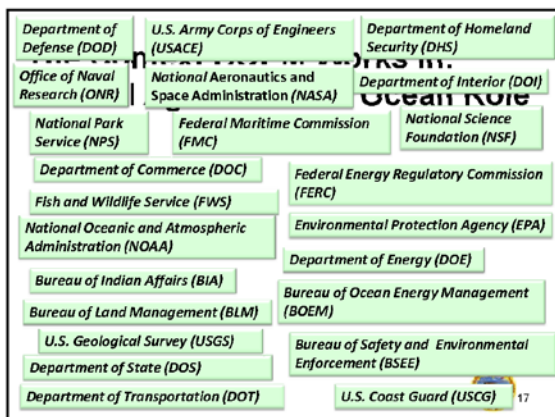 Department of
Defense (DOD)
U.S. Army Corps of Engineers
(USACE)
Department of Homeland
Security (DHS)
Works in:
Office of Naval
Research (ONR)
National Aeronautics and
Space Administration (NASA)
Department of Interior (DOI)
Ocean Role
National Park
Service (NPS)
Federal Maritime Commission
(FMC)
National Science
Foundation (NSF)
Department of Commerce (DOC)
Federal Energy Regulatory Commission
(FERC)
Fish and Wildlife Service (FWS)
National Oceanic and Atmospheric
Administration (NOAA)
Environmental Protection Agency (EPA)
Department of Energy (DOE)
Bureau of Indian Affairs (BIA)
Bureau of Ocean Energy Management
(BOEM)
Bureau of Land Management (BLM)
U.S. Geological Survey (USGS)
Bureau of Safety and Environmental
Enforcement (BSEE)
Department of State (DOS)
Department of Transportation (DOT)
U.S. Coast Guard (USCG)
17